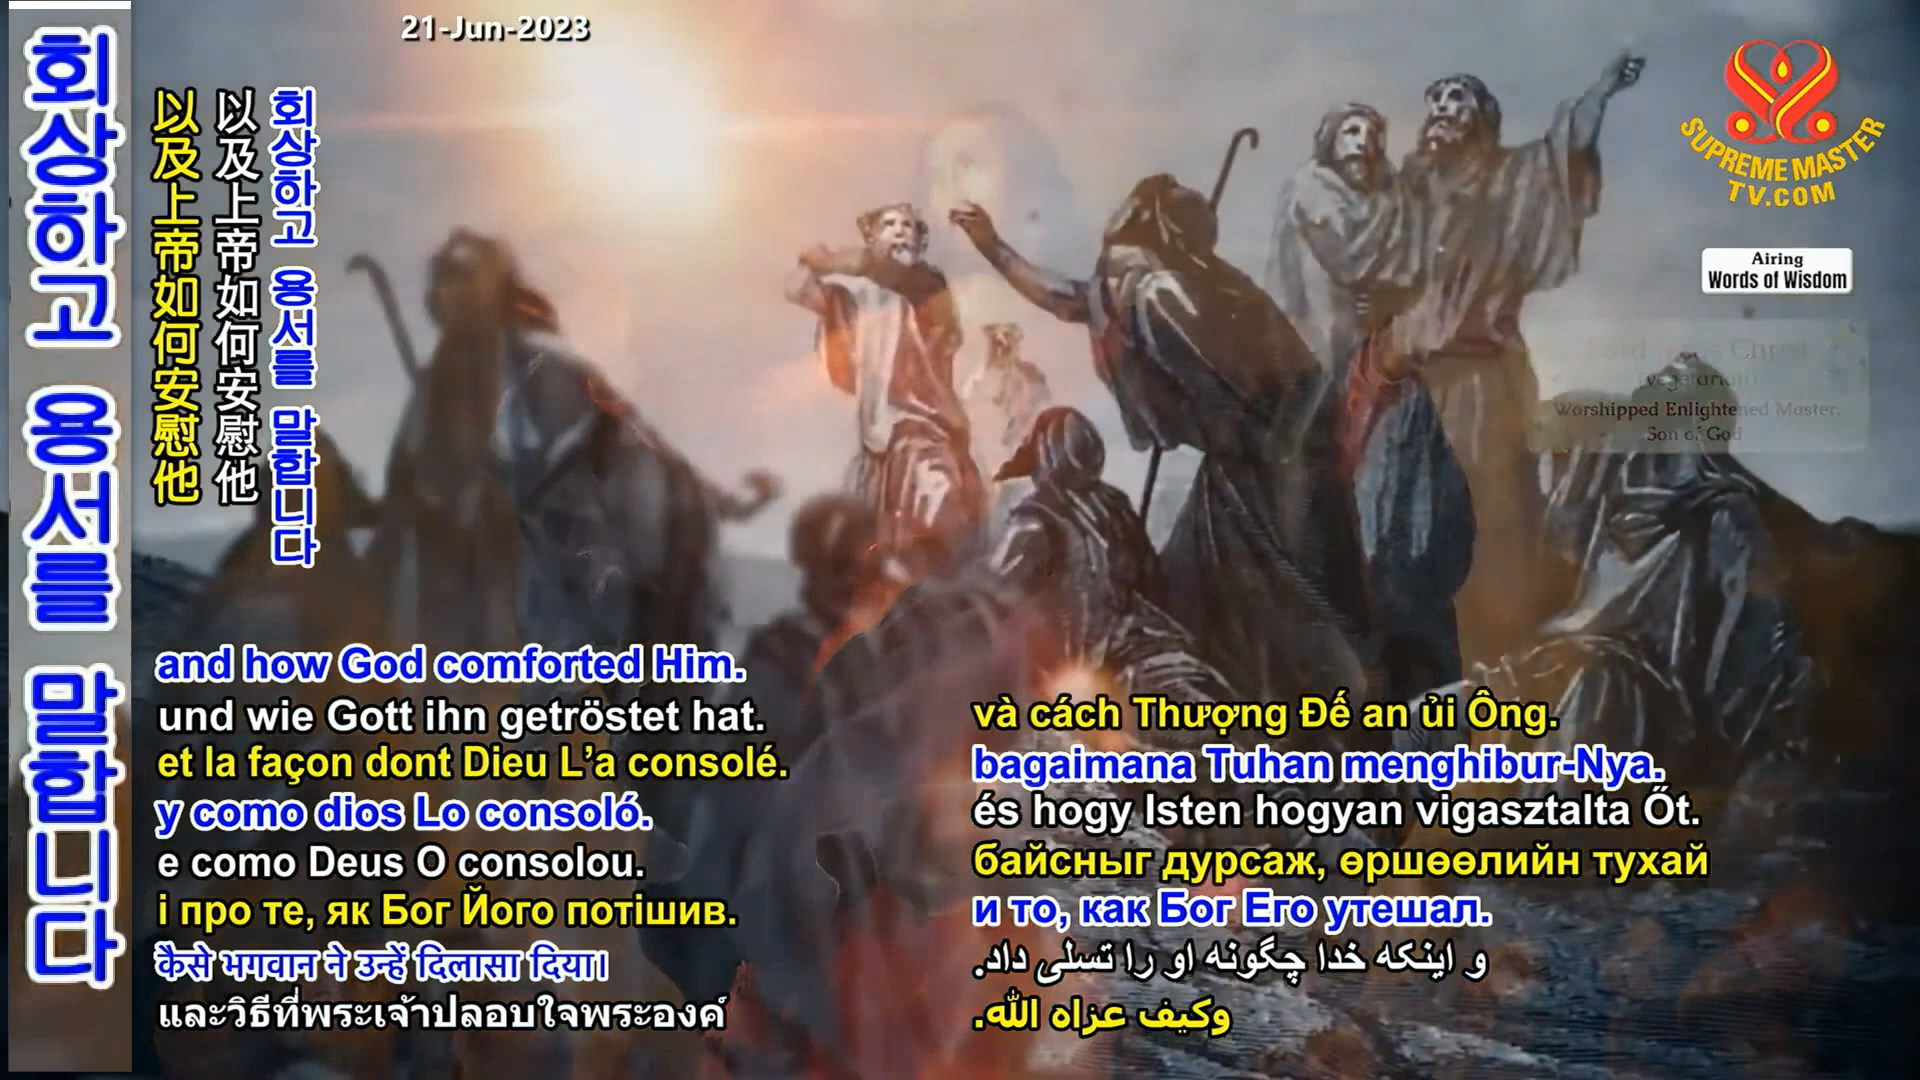 21-Jun-2023
회상하고 용서를 말합니다
以及上帝如何安慰他
以及上帝如何安慰他
회상하고 용서를 말합니다
SUPREME MASTER
TV.COM
Airing
Words of Wisdom
Lord Jesus Christ
(vegetarian)
Worshipped Enlightened Master,
Son of God
and how God comforted Him.
und wie Gott ihn getröstet hat.
et la façon dont Dieu L’a consolé.
y como dios Lo consoló.
e como Deus O consolou.
і про те, як Бог Його потішив.
कैसे भगवान ने उन्हें दिलासा दिया।
และวิธีที่พระเจ้าปลอบใจพระองค์
và cách Thượng Đế an ủi Ông.
bagaimana Tuhan menghibur-Nya.
és hogy Isten hogyan vigasztalta Őt.
байсныг дурсаж, өршөөлийн тухай
и то, как Бог Его утешал.
و اینکه خدا چگونه او را تسلی داد.
وكيف عزاه الله.